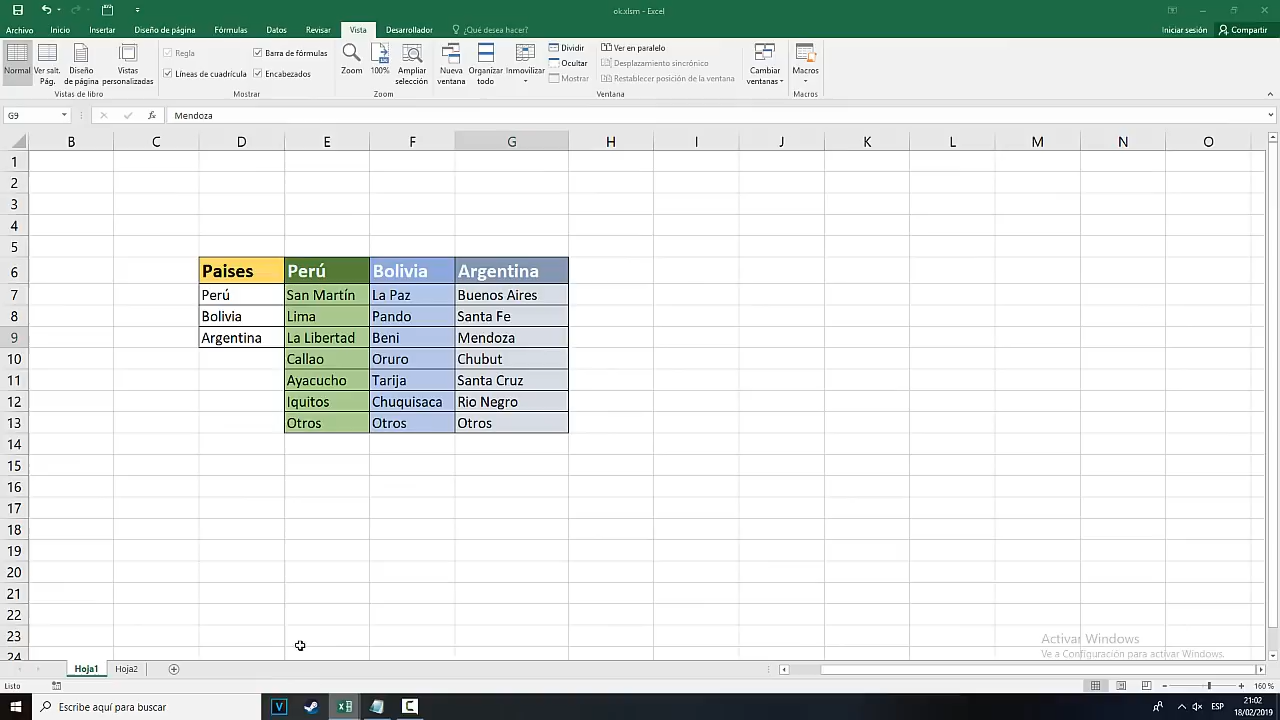 ok.xlsm - Excel
Archivo Inicio Insertar Diseño de página Fórmulas Datos Revisar Vista Desarrollador ¿Qué desea hacer? Iniciar sesión Compartir
Normal Ver salt. Pág. Diseño de página Vistas personalizadas
Regla Barra de fórmulas
Líneas de cuadrícula Encabezados
Zoom 100% Ampliar selección
Nueva ventana Organizar todo Inmovilizar
Dividir
Ocultar
Mostrar
Ver en paralelo
Desplazamiento sincrónico
Restablecer posición de la ventana
Cambiar ventanas Macros
Vistas de libro Mostrar Zoom Ventana Macros
G9 fx Mendoza
B C D E F G H I J K L M N O
1
2
3
4
5
6 Paises Perú Bolivia Argentina
7 Perú San Martín La Paz Buenos Aires
8 Bolivia Lima Pando Santa Fe
9 Argentina La Libertad Beni Mendoza
10 Callao Oruro Chubut
11 Ayacucho Tarija Santa Cruz
12 Iquitos Chuquisaca Rio Negro
13 Otros Otros Otros
14
15
16
17
18
19
20
21
22
23
24
Activar Windows
Ve a Configuración para activar Windows.
Hoja1 Hoja2
Listo 160 %
Escribe aquí para buscar ESP 21:02
18/02/2019